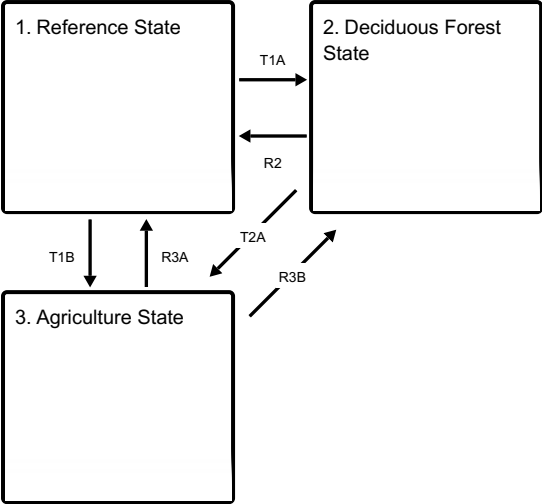 1. Reference State
2. Deciduous Forest
State
T1A
R2
T2A
T1B
R3A
R3B
3. Agriculture State